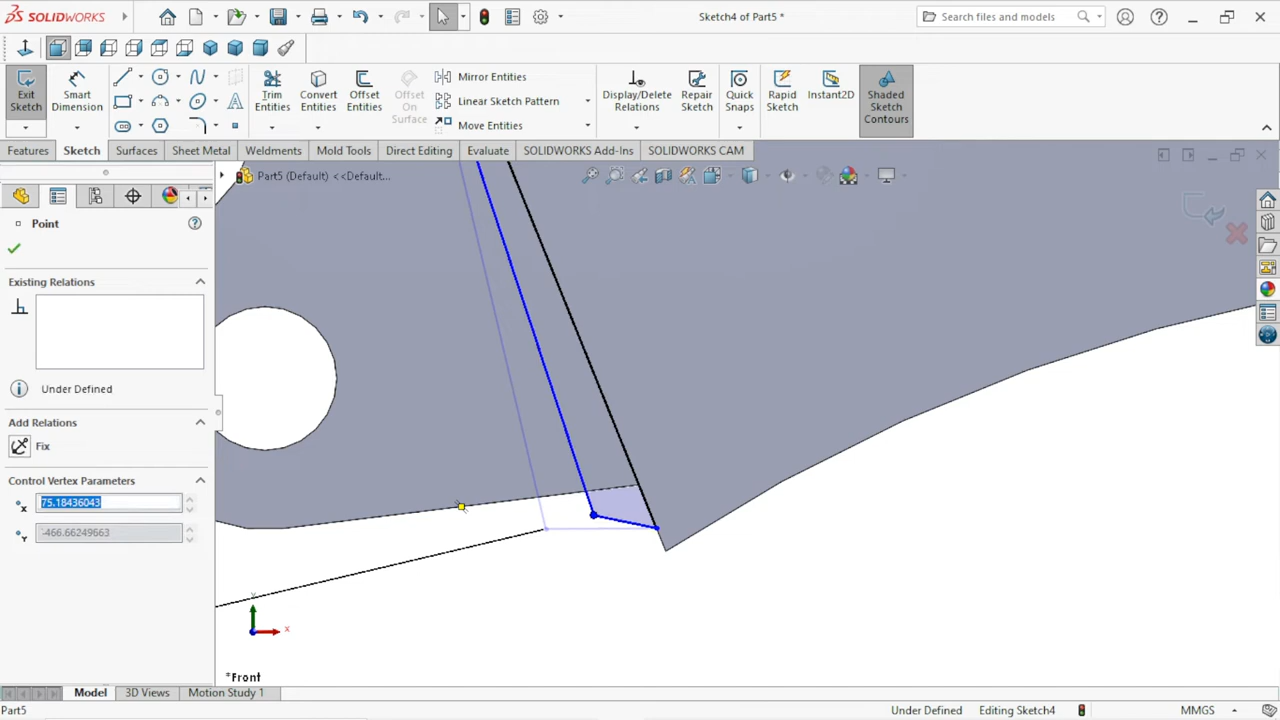 SOLIDWORKS
Sketch4 of Part5 *
Search files and models
Exit
Sketch
Smart
Dimension
Trim
Entities
Convert
Entities
Offset
Entities
Offset
On
Surface
Mirror Entities
Linear Sketch Pattern
Move Entities
Display/Delete
Relations
Repair
Sketch
Quick
Snaps
Rapid
Sketch
Instant2D
Shaded
Sketch
Contours
Features
Sketch
Surfaces
Sheet Metal
Weldments
Mold Tools
Direct Editing
Evaluate
SOLIDWORKS Add-Ins
SOLIDWORKS CAM
Part5 (Default) <<Default...
Point
Existing Relations
Under Defined
Add Relations
Fix
Control Vertex Parameters
x 75.18436043
Y -466.66249663
Y
x
*Front
Model
3D Views
Motion Study 1
Part5
Under Defined
Editing Sketch4
MMGS